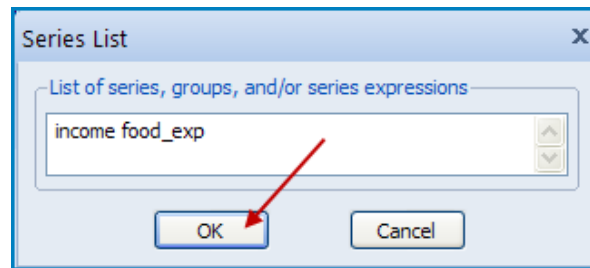 Series List
x
List of series, groups, and/or series expressions
income food_exp
OK
Cancel